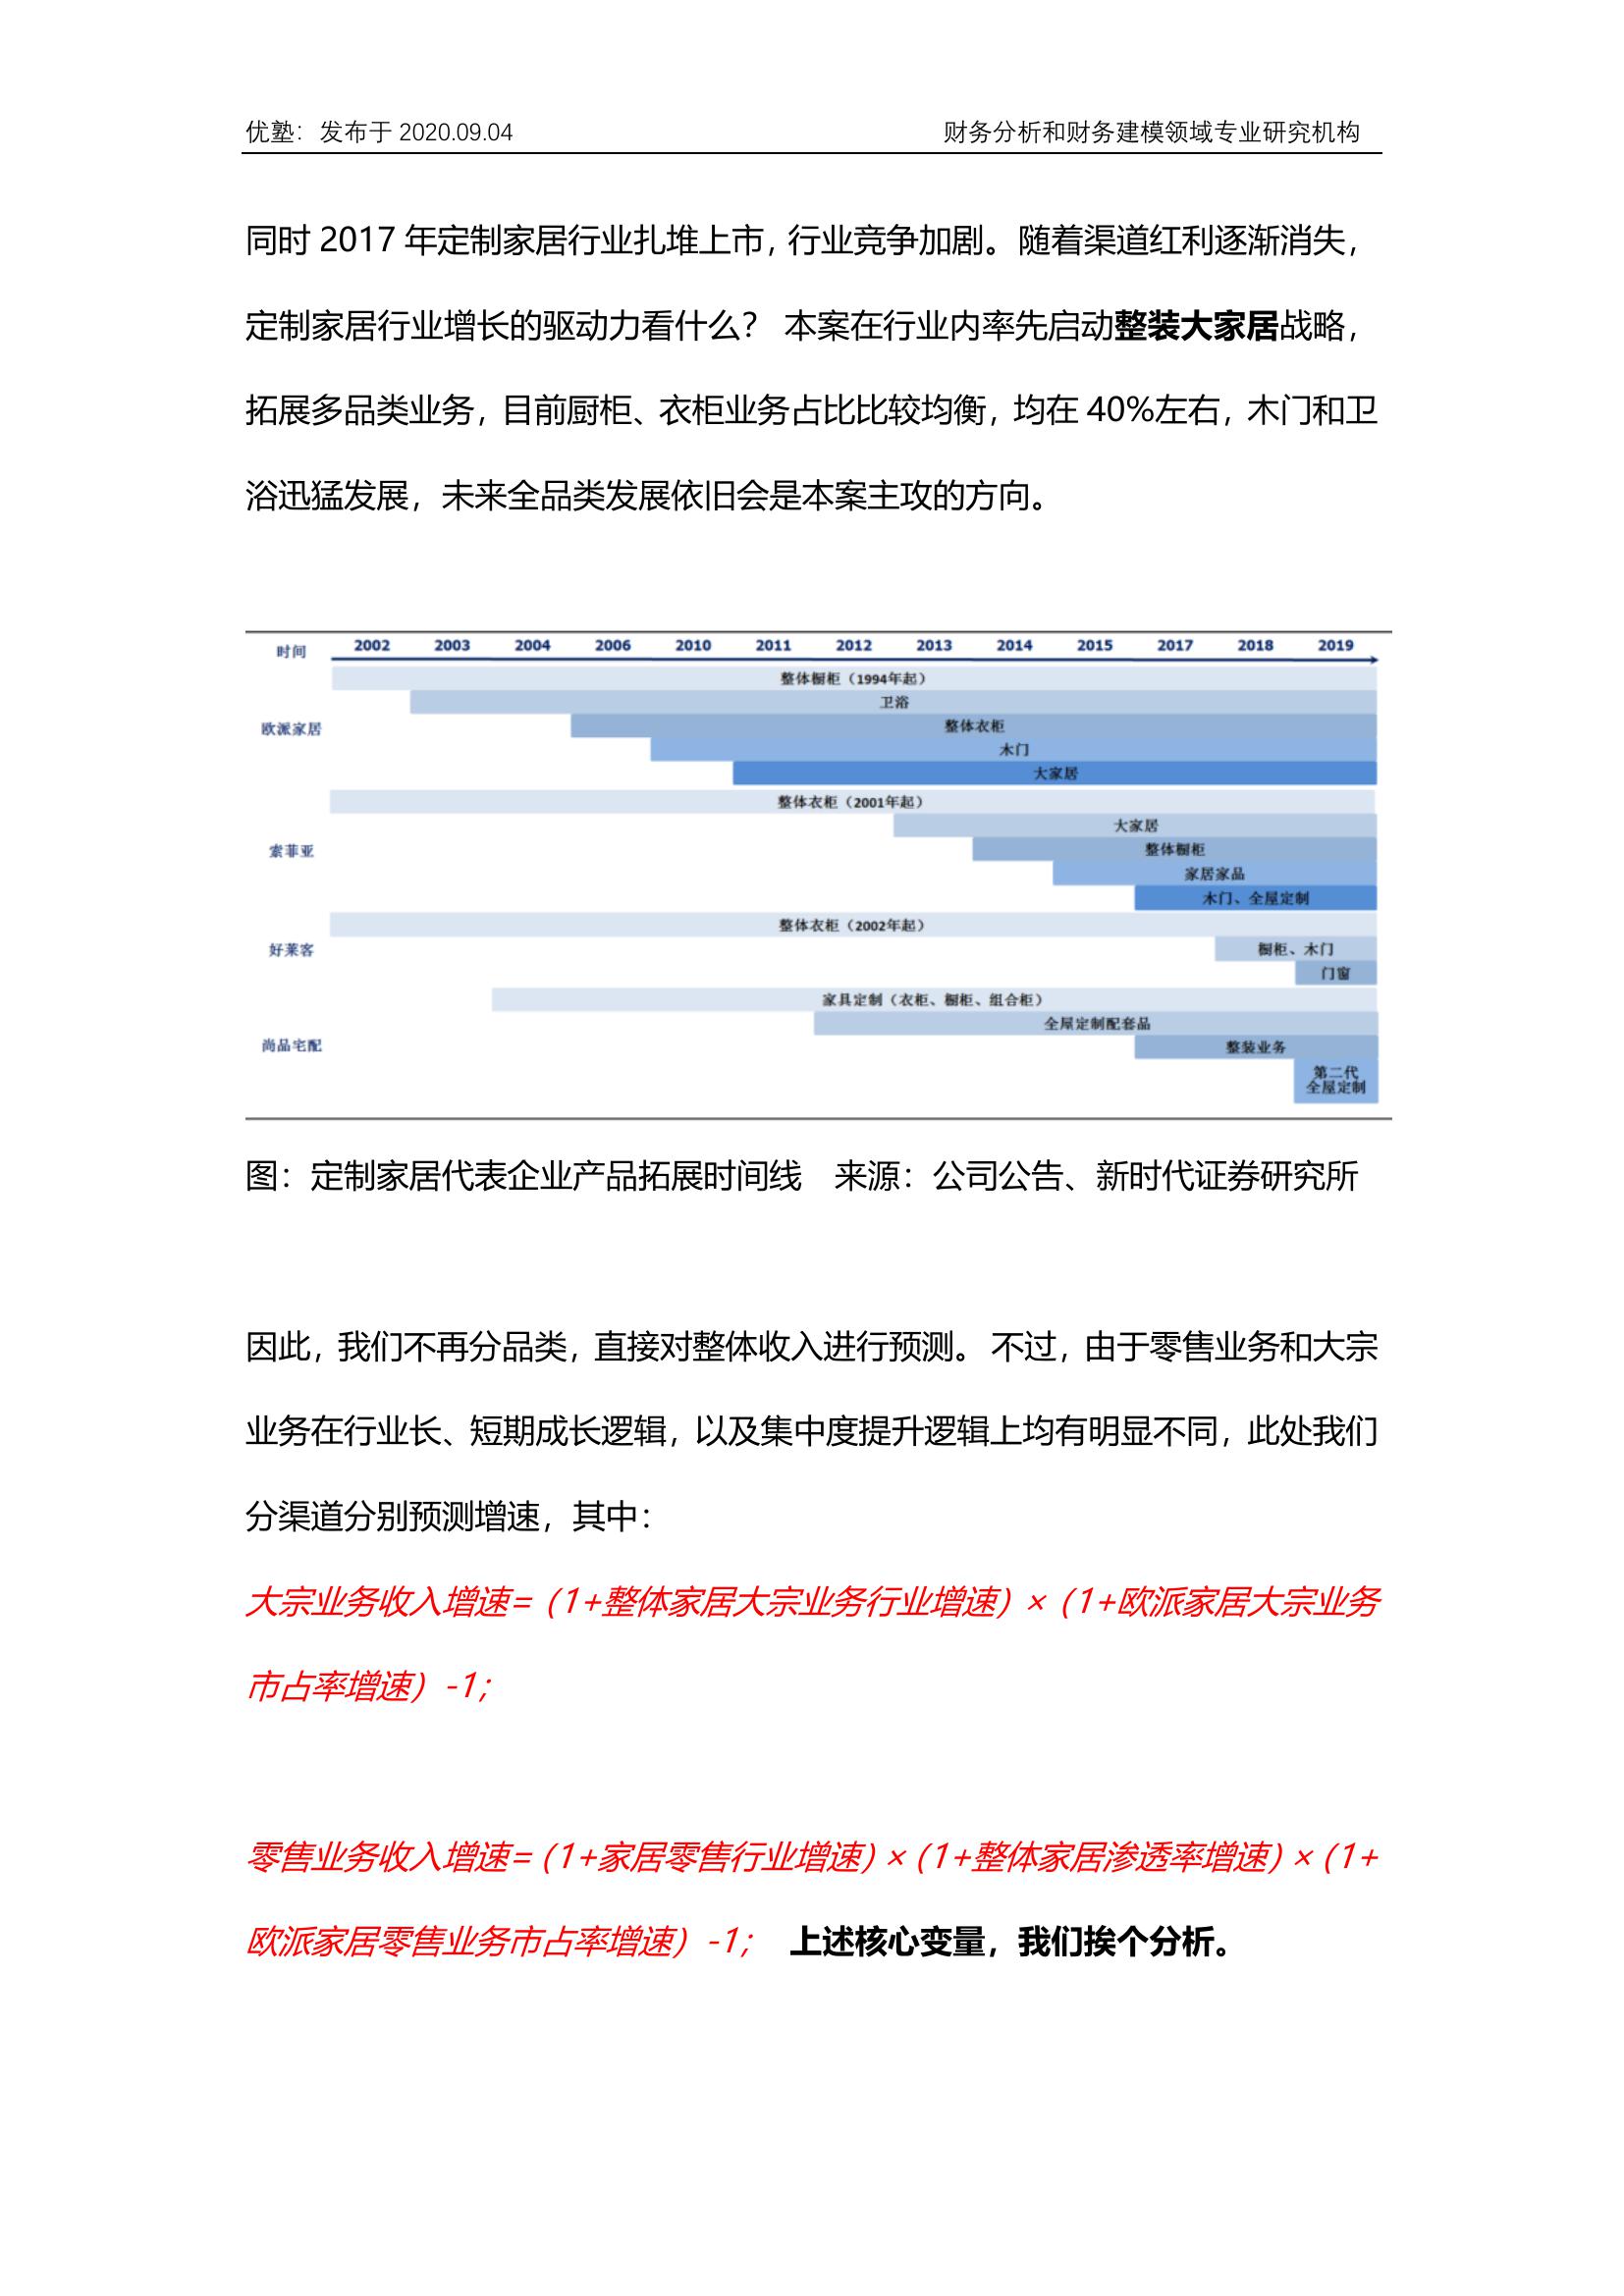 优塾：发布于 2020.09.04 财务分析和财务建模领域专业研究机构
同时 2017 年定制家居行业扎堆上市，行业竞争加剧。随着渠道红利逐渐消失，
定制家居行业增长的驱动力看什么？ 本案在行业内率先启动整装大家居战略，
拓展多品类业务，目前厨柜、衣柜业务占比比较均衡，均在 40%左右，木门和卫
浴迅猛发展，未来全品类发展依旧会是本案主攻的方向。
时间 2002 2003 2004 2006 2010 2011 2012 2013 2014 2015 2017 2018 2019
整体橱柜（1994年起）
卫浴
欧派家居 整体衣柜
木门
大家居
整体衣柜（2001年起）
大家居
索菲亚 整体橱柜
家居家品
木门、全屋定制
整体衣柜（2002年起）
好莱客 橱柜、木门
门窗
家具定制（衣柜、橱柜、组合柜）
全屋定制配套品
尚品宅配 整装业务
第二代
全屋定制
图：定制家居代表企业产品拓展时间线 来源：公司公告、新时代证券研究所
因此，我们不再分品类，直接对整体收入进行预测。不过，由于零售业务和大宗
业务在行业长、短期成长逻辑，以及集中度提升逻辑上均有明显不同，此处我们
分渠道分别预测增速，其中：
大宗业务收入增速=（1+整体家居大宗业务行业增速）×（1+欧派家居大宗业务
市占率增速）-1；
零售业务收入增速=（1+家居零售行业增速）×（1+整体家居渗透率增速）×（1+
欧派家居零售业务市占率增速）-1； 上述核心变量，我们挨个分析。